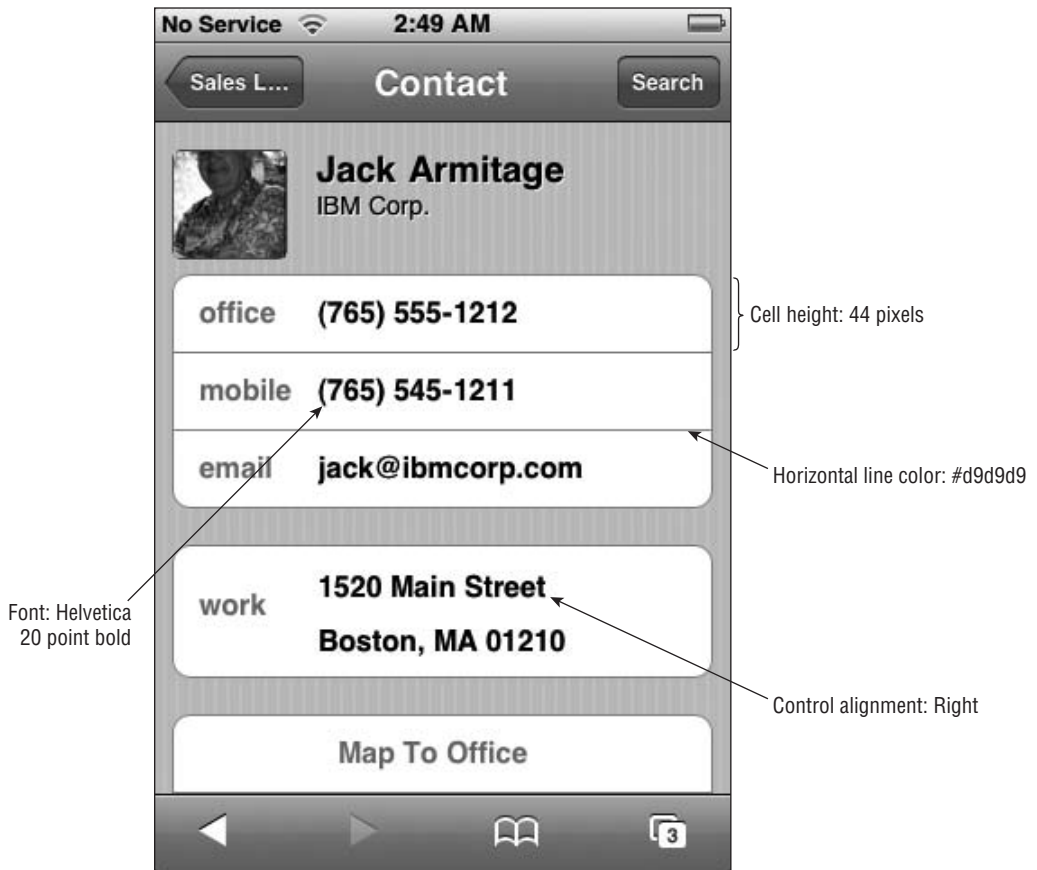 No Service 2:49 AM
Sales L... Contact Search
Jack Armitage
IBM Corp.
office (765) 555-1212
Cell height: 44 pixels
mobile (765) 545-1211
email jack@ibmcorp.com
Horizontal line color: #d9d9d9
work 1520 Main Street
Boston, MA 01210
Font: Helvetica
20 point bold
Control alignment: Right
Map To Office
3